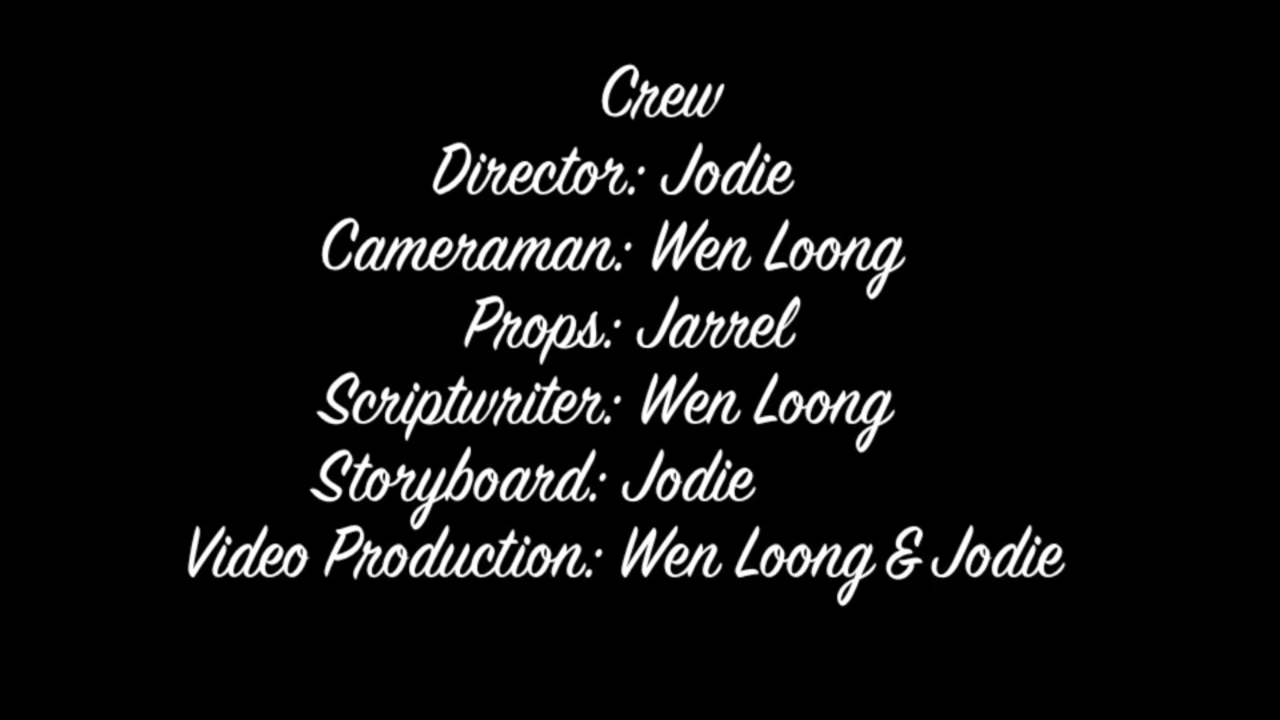 Crew
Director: Jodie
Cameraman: Wen Loong
Props: Jarrel
Scriptwriter: Wen Loong
Storyboard: Jodie
Video Production: Wen Loong & Jodie